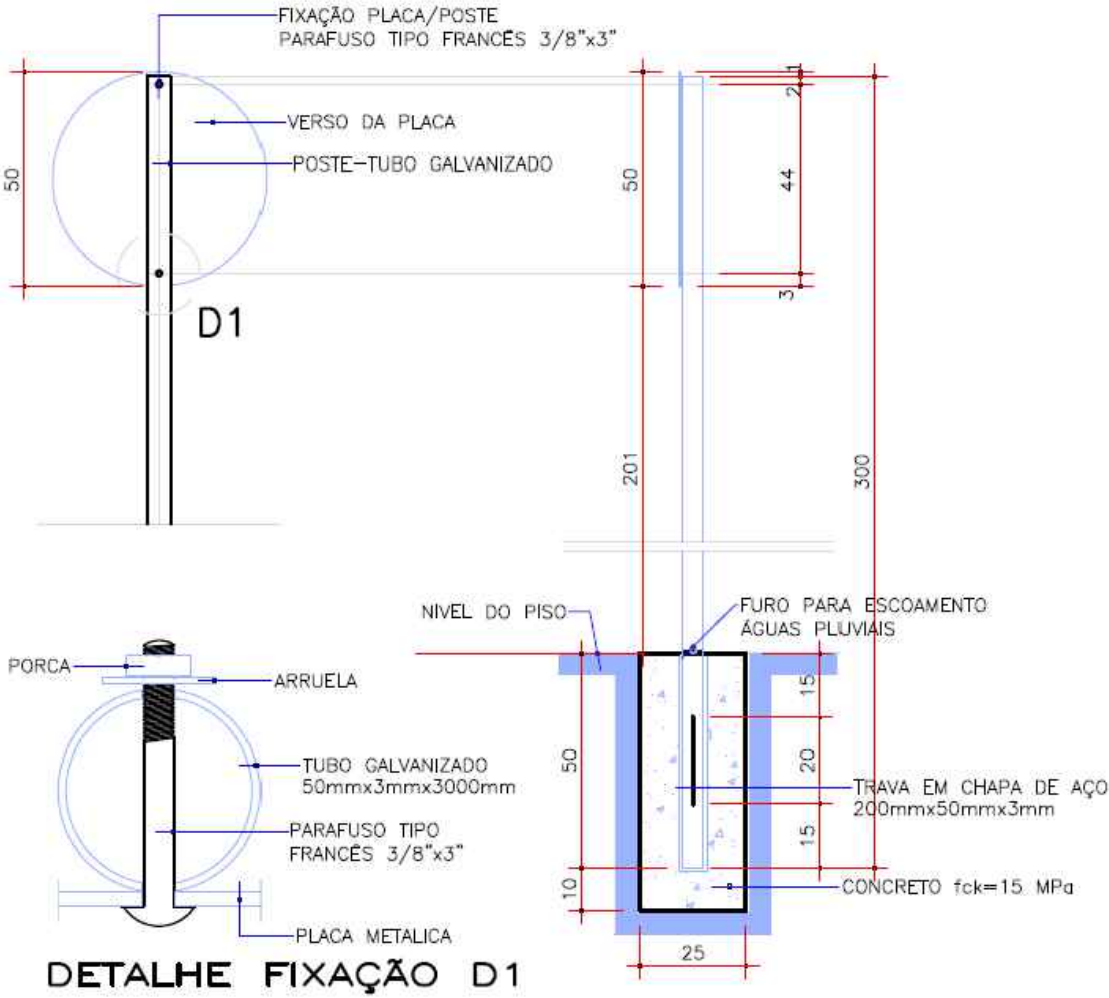 FIXAÇÃO PLACA/POSTE
PARAFUSO TIPO FRANCÊS 3/8"x3"
VERSO DA PLACA
POSTE-TUBO GALVANIZADO
50
D1
50
1
2
44
3
201
300
NIVEL DO PISO
FURO PARA ESCOAMENTO
ÁGUAS PLUVIAIS
PORCA
ARRUELA
TUBO GALVANIZADO
50mmx3mmx3000mm
PARAFUSO TIPO
FRANCÊS 3/8"x3"
PLACA METALICA
50
10
15
20
15
TRAVA EM CHAPA DE AÇO
200mmx50mmx3mm
CONCRETO fck=15 MPa
25
DETALHE FIXAÇÃO D1